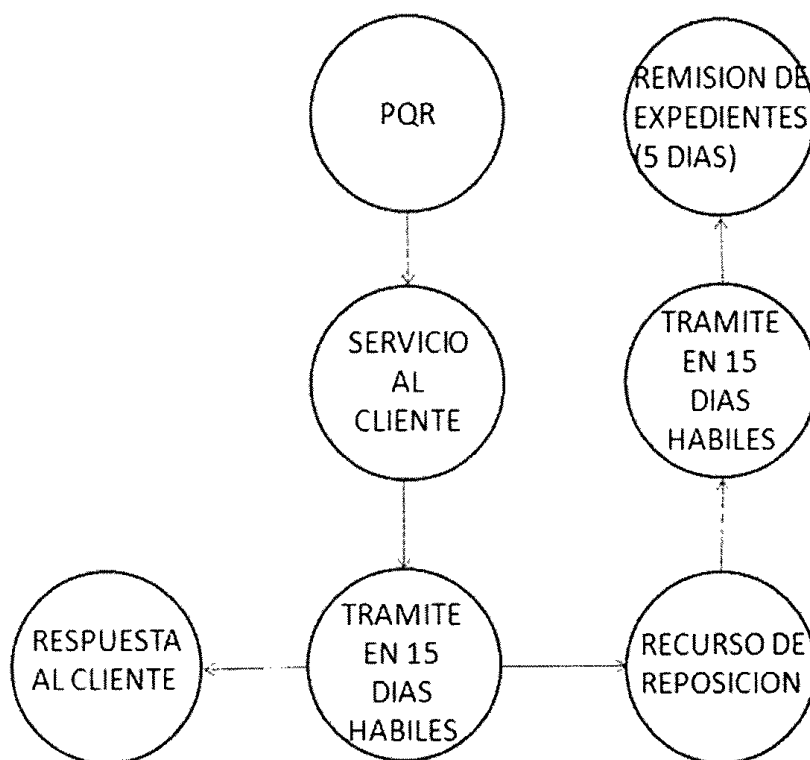 PQR
REMISION DE
EXPEDIENTES
(5 DIAS)
SERVICIO
AL
CLIENTE
TRAMITE
EN 15
DIAS
HABILES
RESPUESTA
AL CLIENTE
TRAMITE
EN 15
DIAS
HABILES
RECURSO DE
REPOSICION